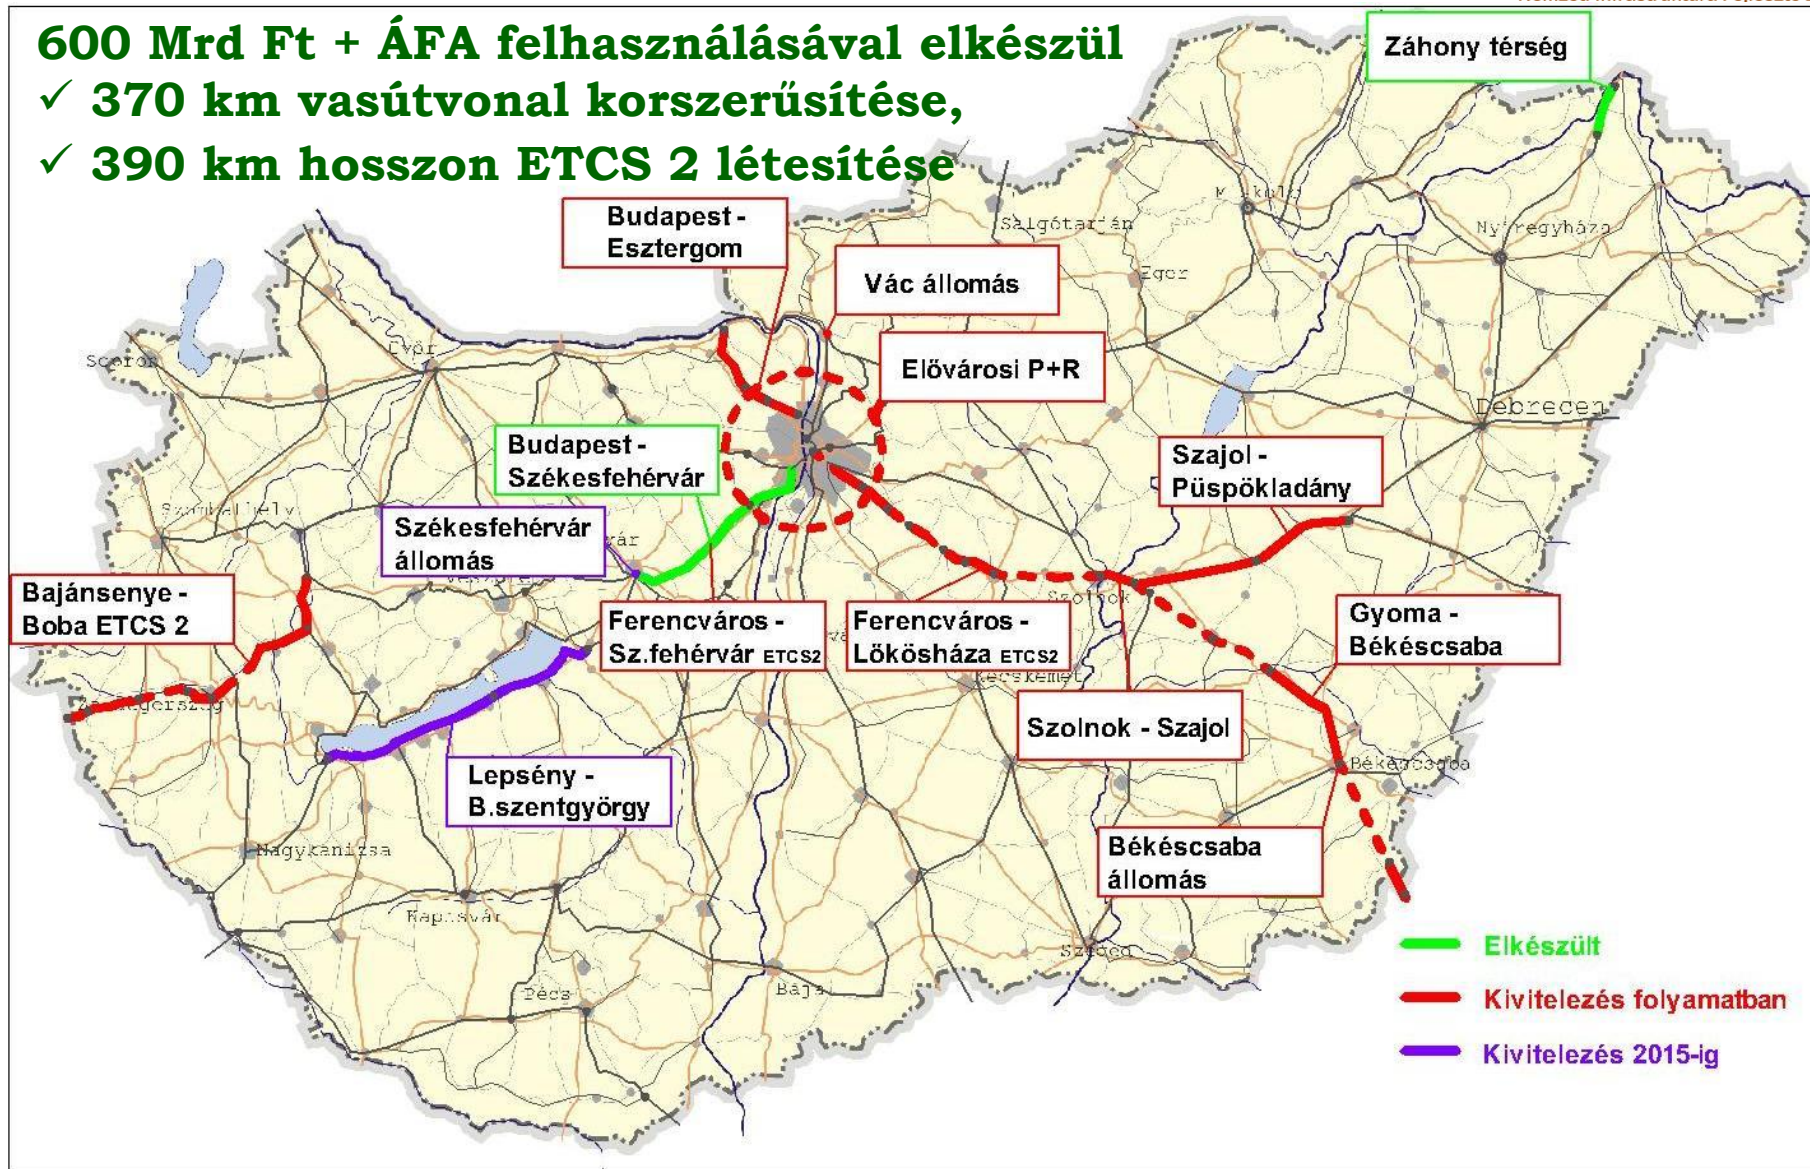 600 Mrd Ft + ÁFA felhasználásával elkészül
✓ 370 km vasútvonal korszerűsítése,
✓ 390 km hosszon ETCS 2 létesítése
Záhony térség
Budapest -
Esztergom
Vác állomás
Elővárosi P+R
Budapest -
Székesfehérvár
Székesfehérvár
állomás
Szajol -
Püspökladány
Bajánsenye -
Boba ETCS 2
Ferencváros -
Sz.fehérvár ETCS2
Ferencváros -
Lökösháza ETCS2
Gyoma -
Békéscsaba
Szolnok - Szajol
Lepsény -
B.szentgyörgy
Békéscsaba
állomás
Salgótarján
Nyíregyháza
Eger
Sopron
Győr
Debrecen
Szombathely
Szolnok
Kecskemét
Békéscsaba
Nagykanizsa
Kaposvár
Szeged
Pécs
Baja
Elkészült
Kivitelezés folyamatban
Kivitelezés 2015-ig